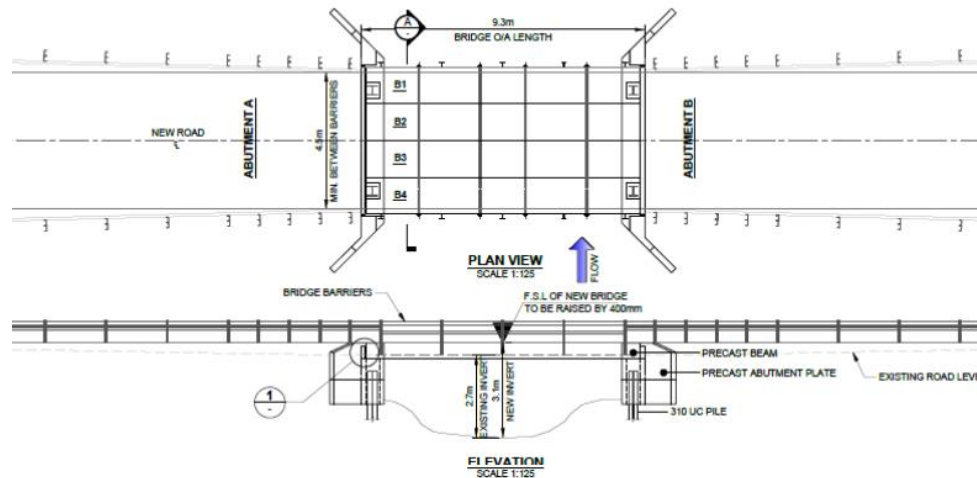 A
-
9.3m
BRIDGE O/A LENGTH
B1
B2
B3
B4
NEW ROAD
ABUTMENT A
4.5m
MIN. BETWEEN BARRIERS
ABUTMENT B
PLAN VIEW
SCALE 1:125
FLOW
BRIDGE BARRIERS
F.S.L OF NEW BRIDGE
TO BE RAISED BY 400mm
PRECAST BEAM
PRECAST ABUTMENT PLATE
EXISTING ROAD LEVE
1
-
2.7m
EXISTING INVERT
3.1m
NEW INVERT
310 UC PILE
ELEVATION
SCALE 1:125